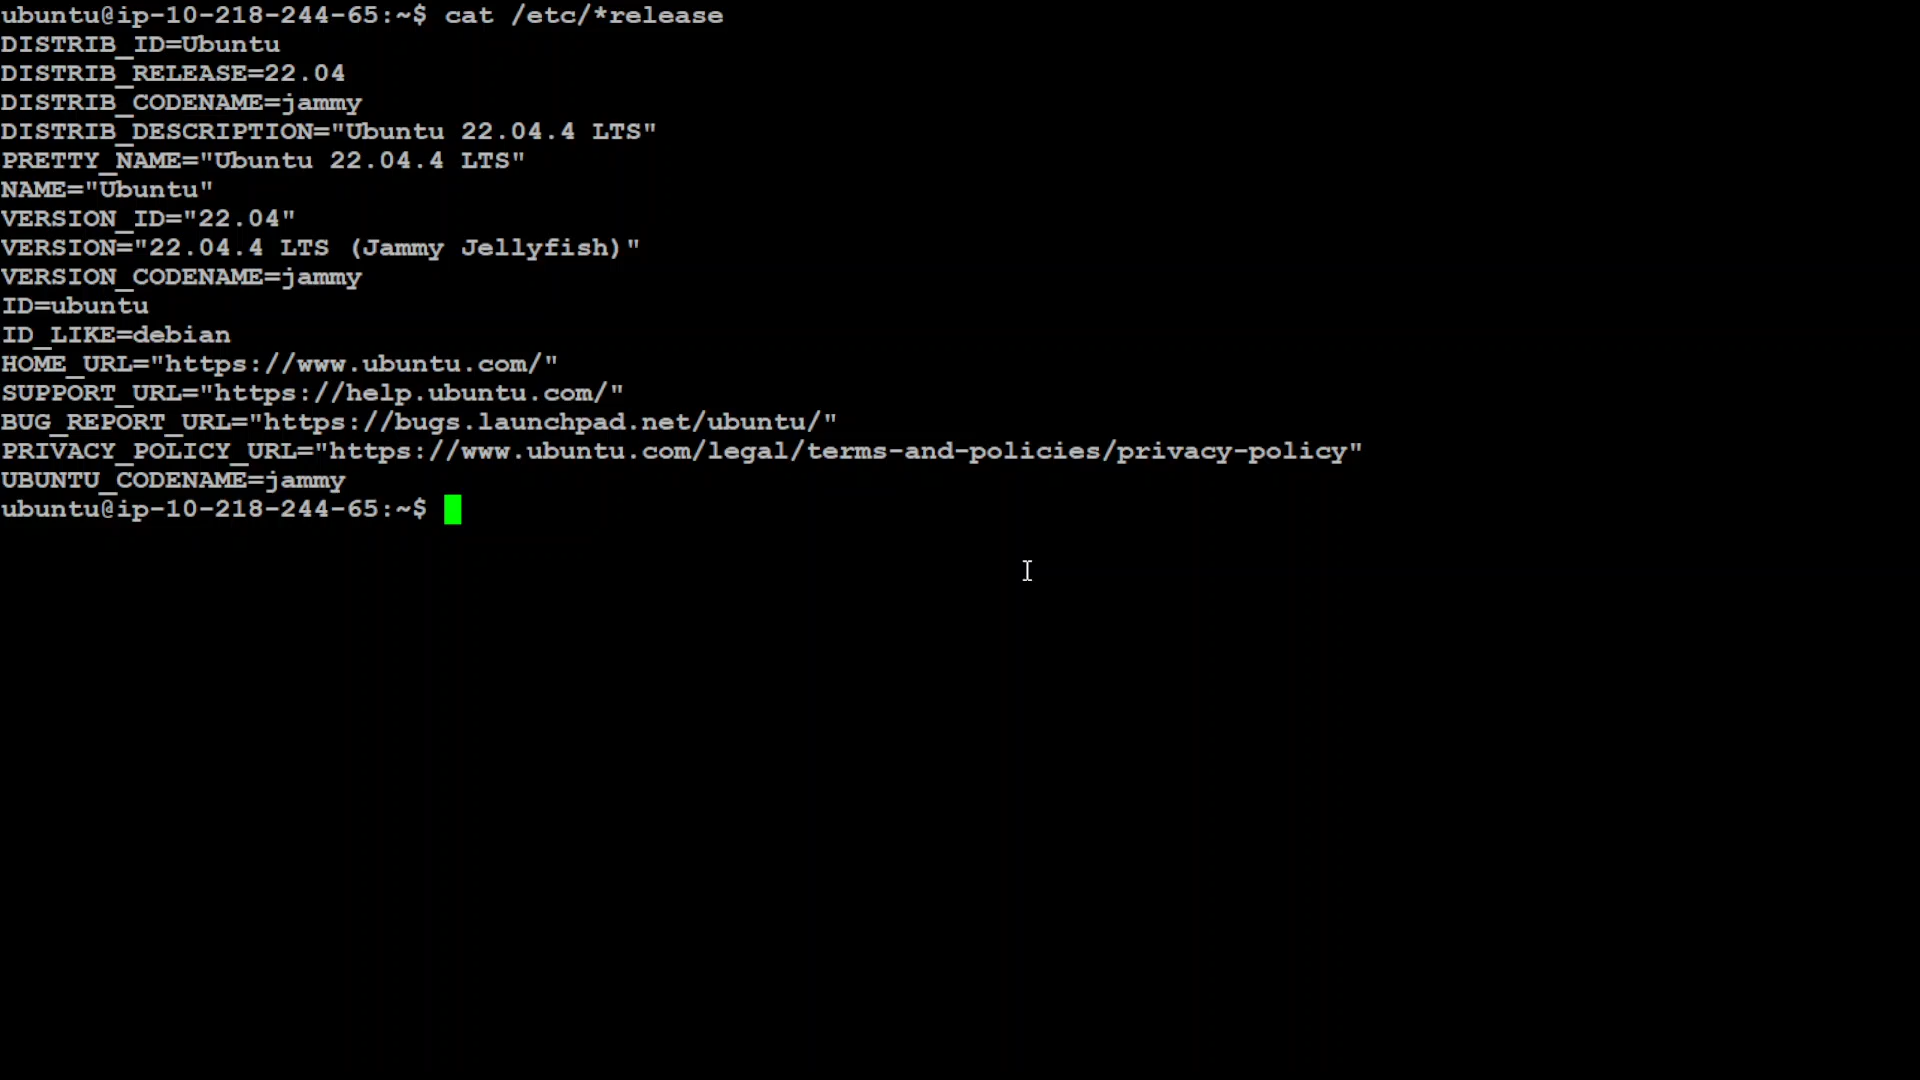 ubuntu@ip-10-218-244-65:~$ cat /etc/*release
DISTRIB_ID=Ubuntu
DISTRIB_RELEASE=22.04
DISTRIB_CODENAME=jammy
DISTRIB_DESCRIPTION="Ubuntu 22.04.4 LTS"
PRETTY_NAME="Ubuntu 22.04.4 LTS"
NAME="Ubuntu"
VERSION_ID="22.04"
VERSION="22.04.4 LTS (Jammy Jellyfish)"
VERSION_CODENAME=jammy
ID=ubuntu
ID_LIKE=debian
HOME_URL="https://www.ubuntu.com/"
SUPPORT_URL="https://help.ubuntu.com/"
BUG_REPORT_URL="https://bugs.launchpad.net/ubuntu/"
PRIVACY_POLICY_URL="https://www.ubuntu.com/legal/terms-and-policies/privacy-policy"
UBUNTU_CODENAME=jammy
ubuntu@ip-10-218-244-65:~$